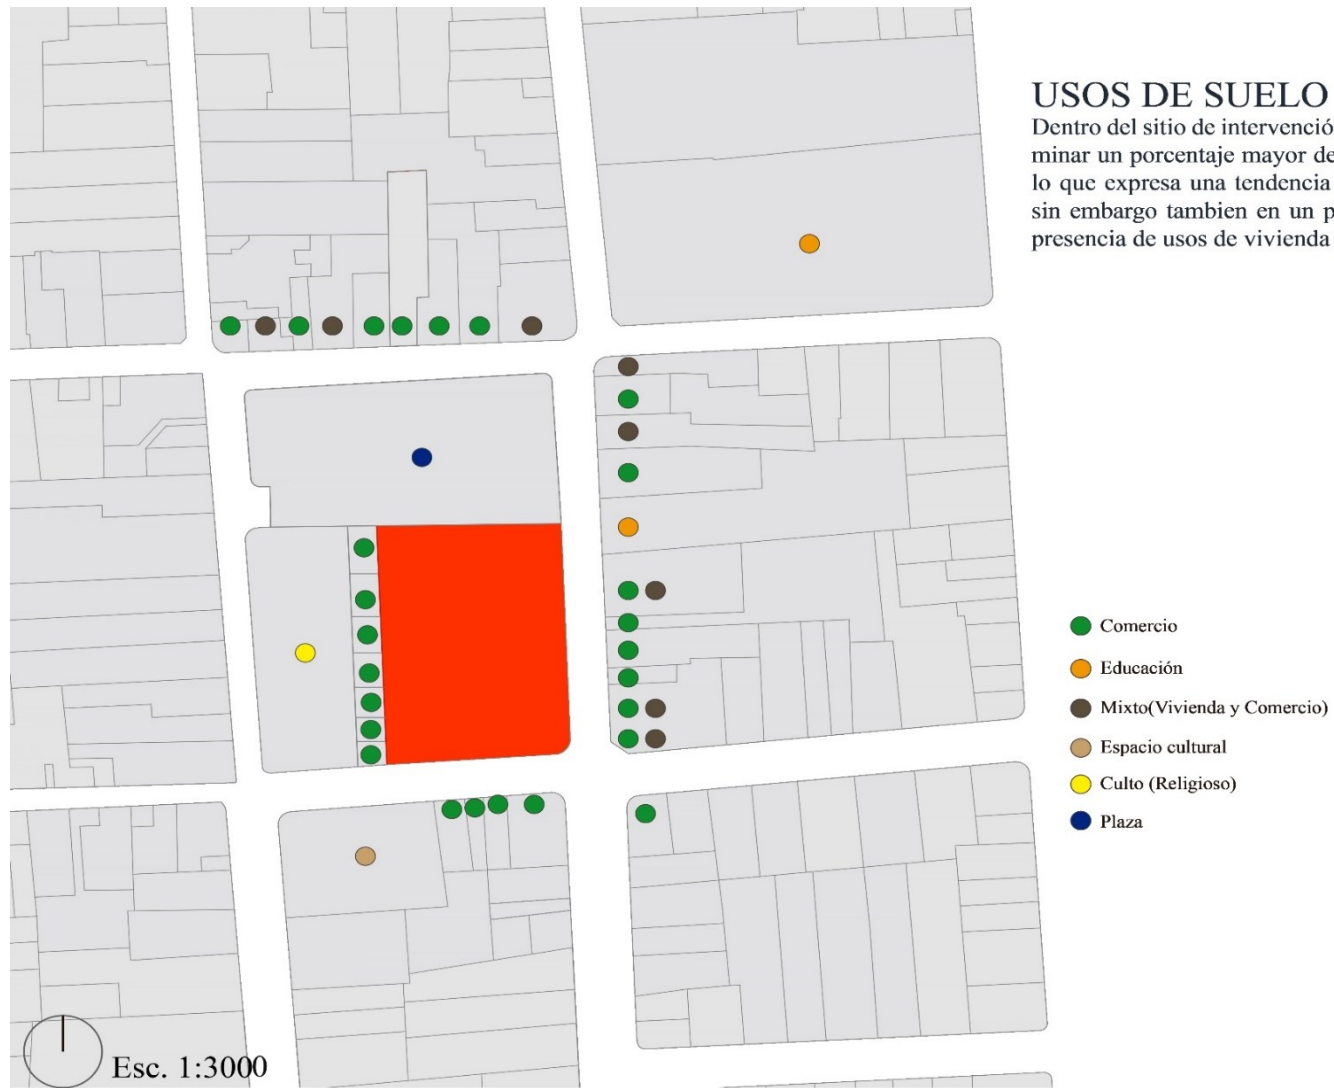 USOS DE SUELO
Dentro del sitio de intervenció
minar un porcentaje mayor de
lo que expresa una tendencia
sin embargo tambien en un p
presencia de usos de vivienda
Comercio
Educación
Mixto(Vivienda y Comercio)
Espacio cultural
Culto (Religioso)
Plaza
Esc. 1:3000